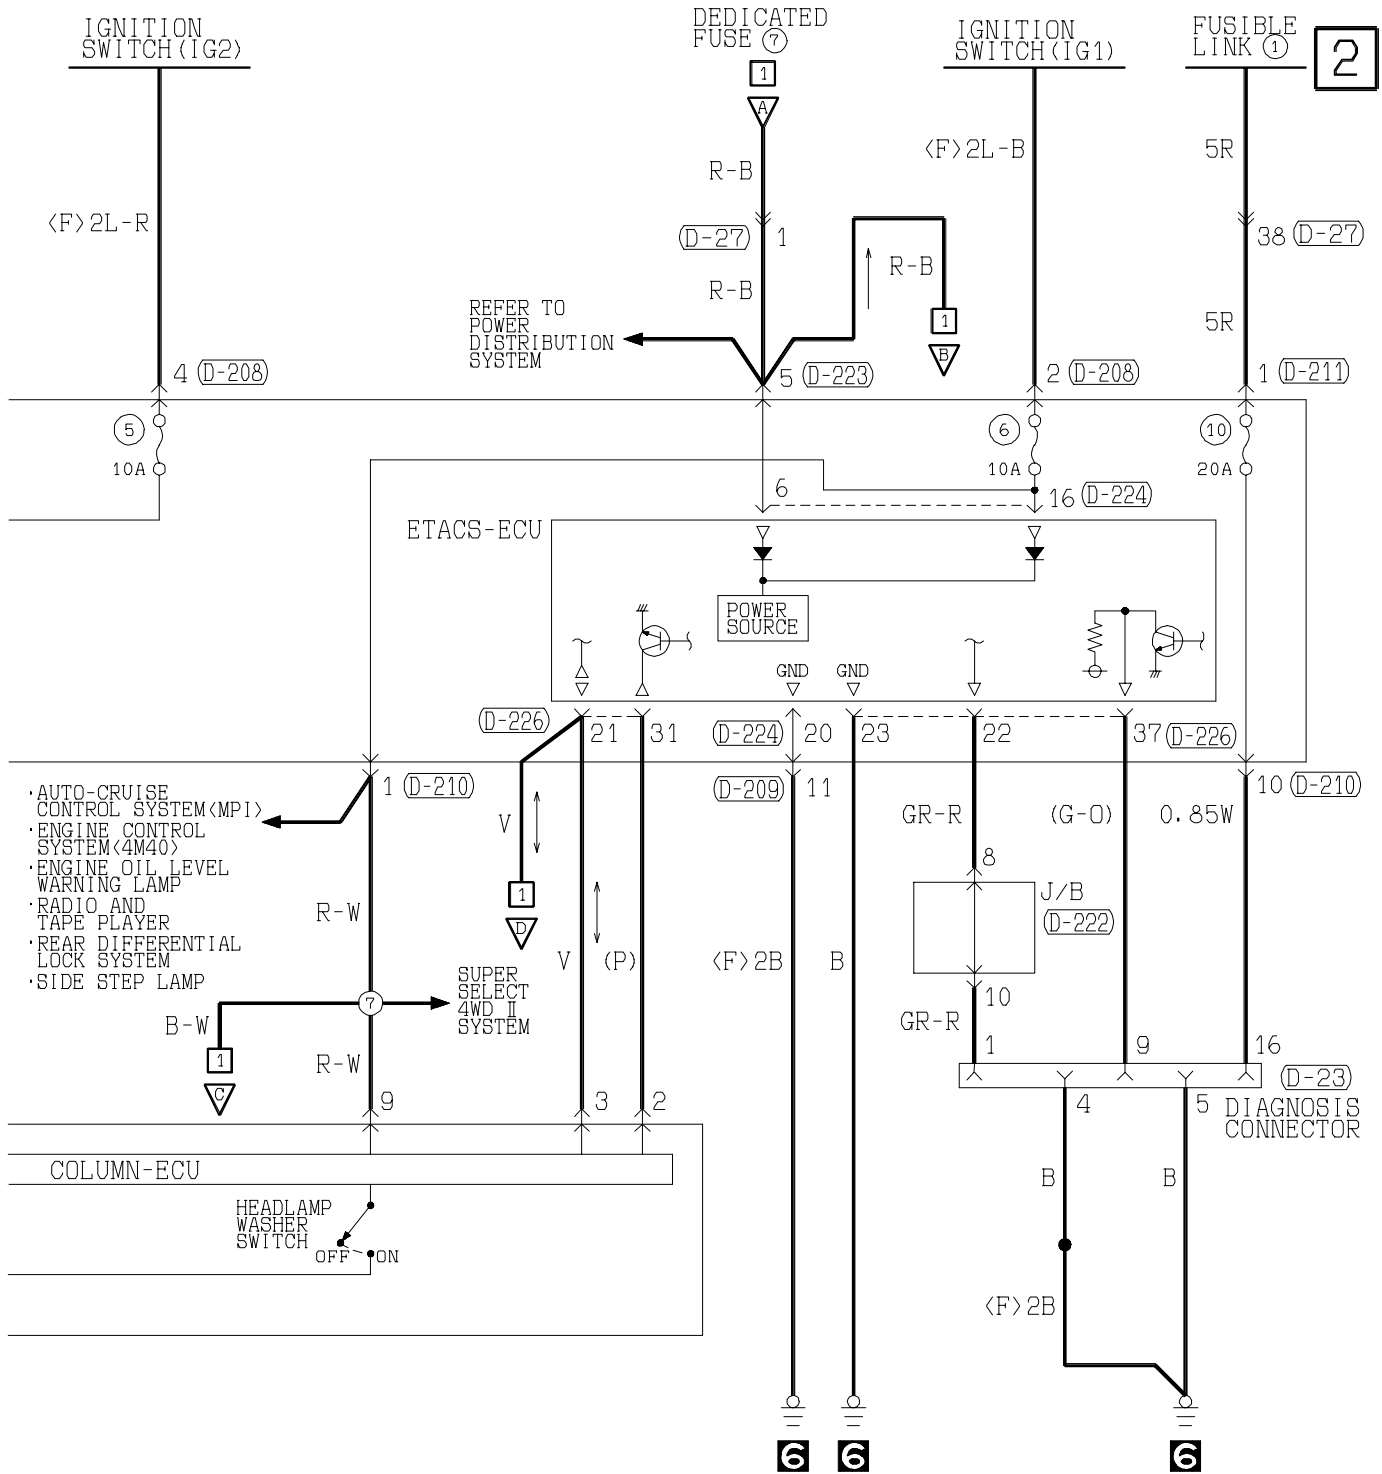 IGNITION
SWITCH(IG2)
DEDICATED
FUSE 7
IGNITION
SWITCH(IG1)
FUSIBLE
LINK 1
2
1
A
R-B
<F>2L-B
5R
<F>2L-R
(D-27) 1
38 (D-27)
R-B
R-B
REFER TO
POWER
DISTRIBUTION
SYSTEM
1
B
5R
4 (D-208)
5 (D-223)
2 (D-208)
1 (D-211)
5
10A
6
10A
10
20A
6
16 (D-224)
ETACS-ECU
POWER
SOURCE
GND
GND
(D-226)
21
31
(D-224)
20
23
22
37 (D-226)
1 (D-210)
(D-209)
11
10 (D-210)
·AUTO-CRUISE
CONTROL SYSTEM<MPI>
·ENGINE CONTROL
SYSTEM<4M40>
·ENGINE OIL LEVEL
WARNING LAMP
·RADIO AND
TAPE PLAYER
·REAR DIFFERENTIAL
LOCK SYSTEM
·SIDE STEP LAMP
V
GR-R
(G-O)
0.85W
8
J/B
(D-222)
1
D
R-W
V
(P)
<F>2B
B
SUPER
SELECT
4WD Ⅱ
SYSTEM
7
10
B-W
GR-R
1
C
R-W
1
9
16
(D-23)
DIAGNOSIS
CONNECTOR
9
3
2
4
5
COLUMN-ECU
B
B
HEADLAMP
WASHER
SWITCH
OFF
ON
<F>2B
6
6
6